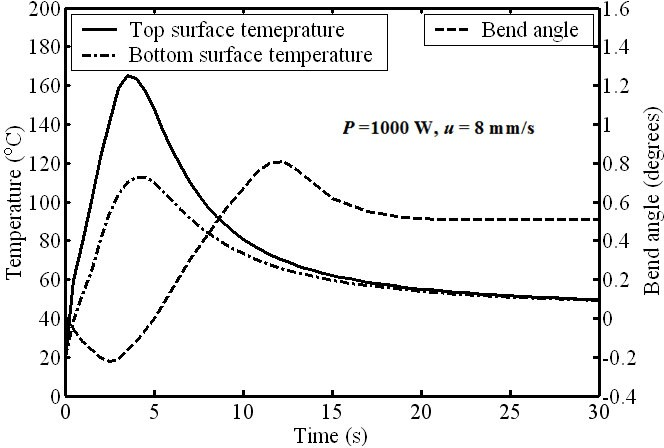 200
180
160
140
120
100
80
60
40
20
0
Temperature (°C)
Top surface temeprature
Bottom surface temperature
Bend angle
P =1000 W, u = 8 mm/s
1.6
1.4
1.2
1
0.8
0.6
0.4
0.2
0
-0.2
-0.4
Bend angle (degrees)
0 5 10 15 20 25 30
Time (s)